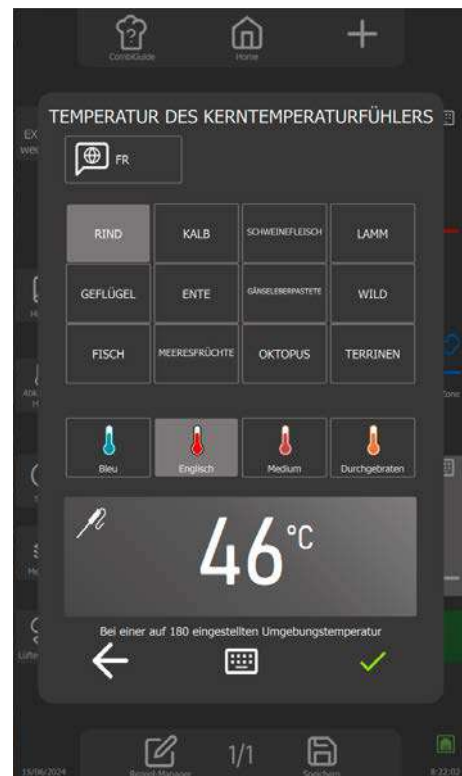 CombiGuide
Home
TEMPERATUR DES KERNTEMPERATURFÜHLERS
FR
RIND KALB SCHWEINEFLEISCH LAMM
GEFLÜGEL ENTE GÄNSELEBERPASTETE WILD
FISCH MEERESFRÜCHTE OKTOPUS TERRINEN
Bleu Englisch Medium Durchgebraten
46°C
Bei einer auf 180 eingestellten Umgebungstemperatur
1/1
Record Manager
Speichern
15/06/2024
8:22:02